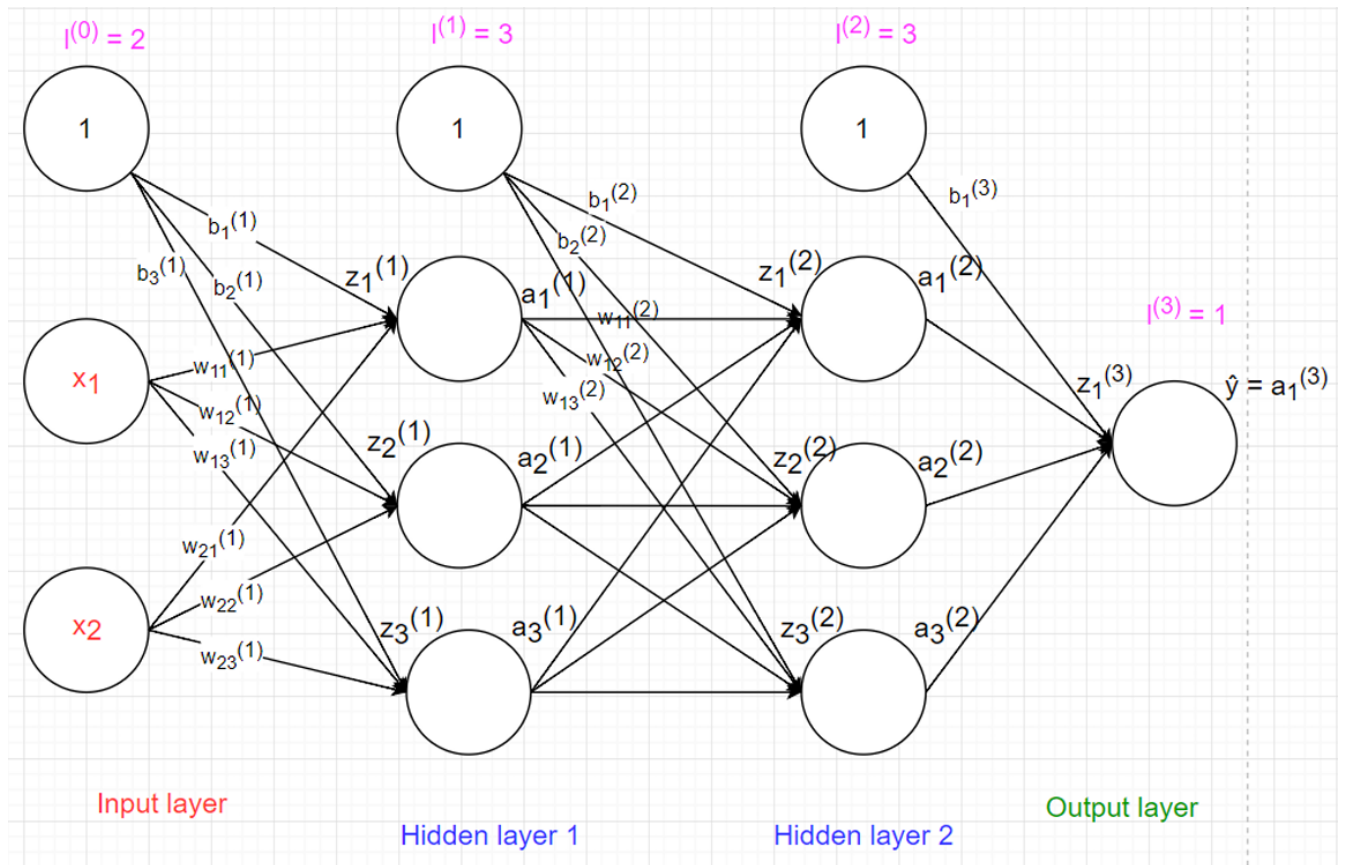 l(0) = 2
l(1) = 3
l(2) = 3
1
1
1
b1(1)
b3(1)
b2(1)
b1(2)
b2(2)
b1(3)
z1(1)
a1(1)
z1(2)
a1(2)
l(3) = 1
x1
w11(1)
w12(1)
w13(1)
w11(2)
w12(2)
w13(2)
z1(3)
ŷ = a1(3)
z2(1)
a2(1)
z2(2)
a2(2)
x2
w21(1)
w22(1)
w23(1)
z3(1)
a3(1)
z3(2)
a3(2)
Input layer
Hidden layer 1
Hidden layer 2
Output layer